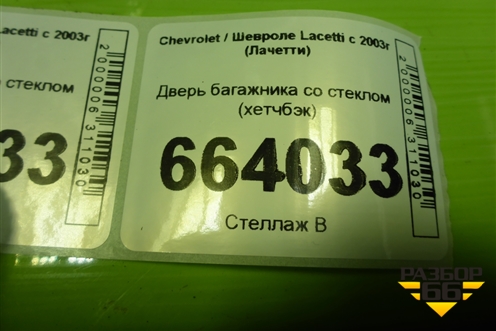 Lacetti с 2003г
стеклом
33
2000006311030
Chevrolet / Шевроле Lacetti с 2003г
(Лачетти)
Дверь багажника со стеклом
(хетчбэк)
664033
Стеллаж В
2000006311030
РАЗБОР
66